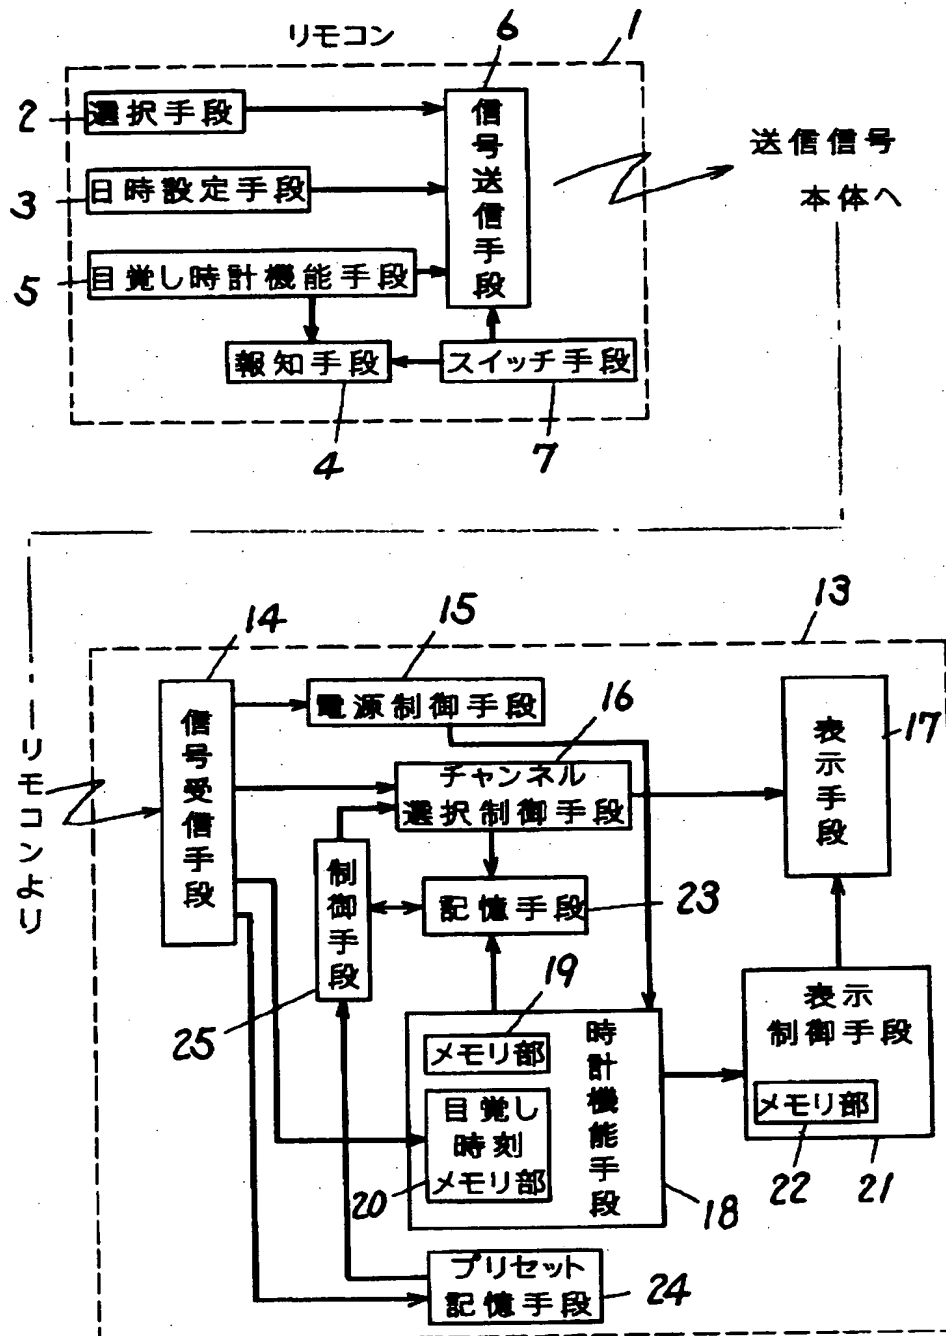 リモコン
6
1
2
選択手段
信号送信手段
送信信号
本体へ
3
日時設定手段
5
目覚し時計機能手段
報知手段
スイッチ手段
4
7
13
14
15
16
17
リモコンより
信号受信手段
電源制御手段
チャンネル
選択制御手段
表示手段
制御手段
記憶手段
23
25
19
メモリ部
時計機能手段
表示
制御手段
目覚し
時刻
メモリ部
20
メモリ部
18
22
21
プリセット
記憶手段
24